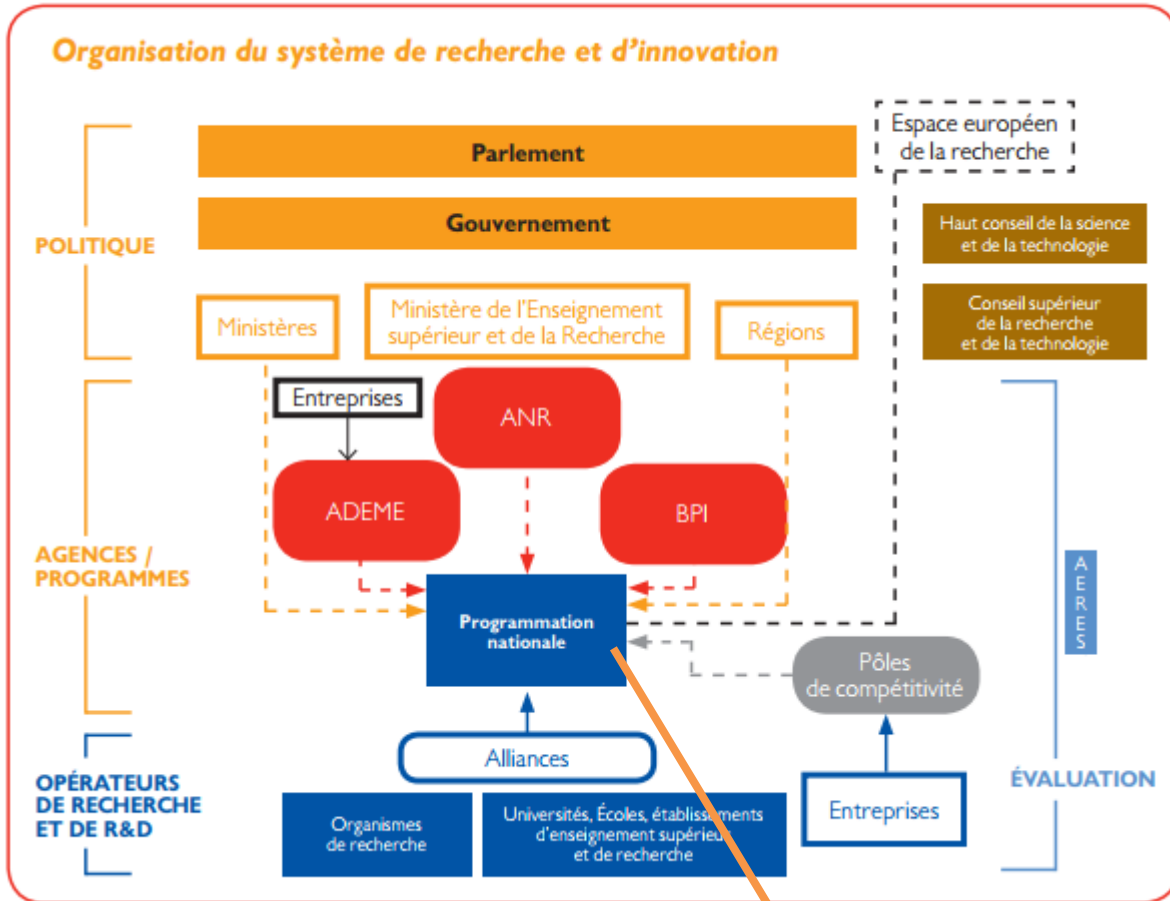 Organisation du système de recherche et d'innovation
Espace européen
de la recherche
Parlement
Gouvernement
Haut conseil de la science
et de la technologie
POLITIQUE
Conseil supérieur
de la recherche
et de la technologie
Ministères
Ministère de l'Enseignement
supérieur et de la Recherche
Régions
Entreprises
ANR
ADEME
BPI
AGENCES /
PROGRAMMES
AERES
Programmation
nationale
Pôles
de compétitivité
Alliances
OPÉRATEURS
DE RECHERCHE
ET DE R&D
Organismes
de recherche
Universités, Écoles, établissements
d'enseignement supérieur
et de recherche
Entreprises
ÉVALUATION